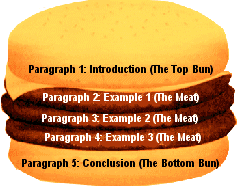 Paragraph 1: Introduction (The Top Bun)
Paragraph 2: Example 1 (The Meat)
Paragraph 3: Example 2 (The Meat)
Paragraph 4: Example 3 (The Meat)
Paragraph 5: Conclusion (The Bottom Bun)